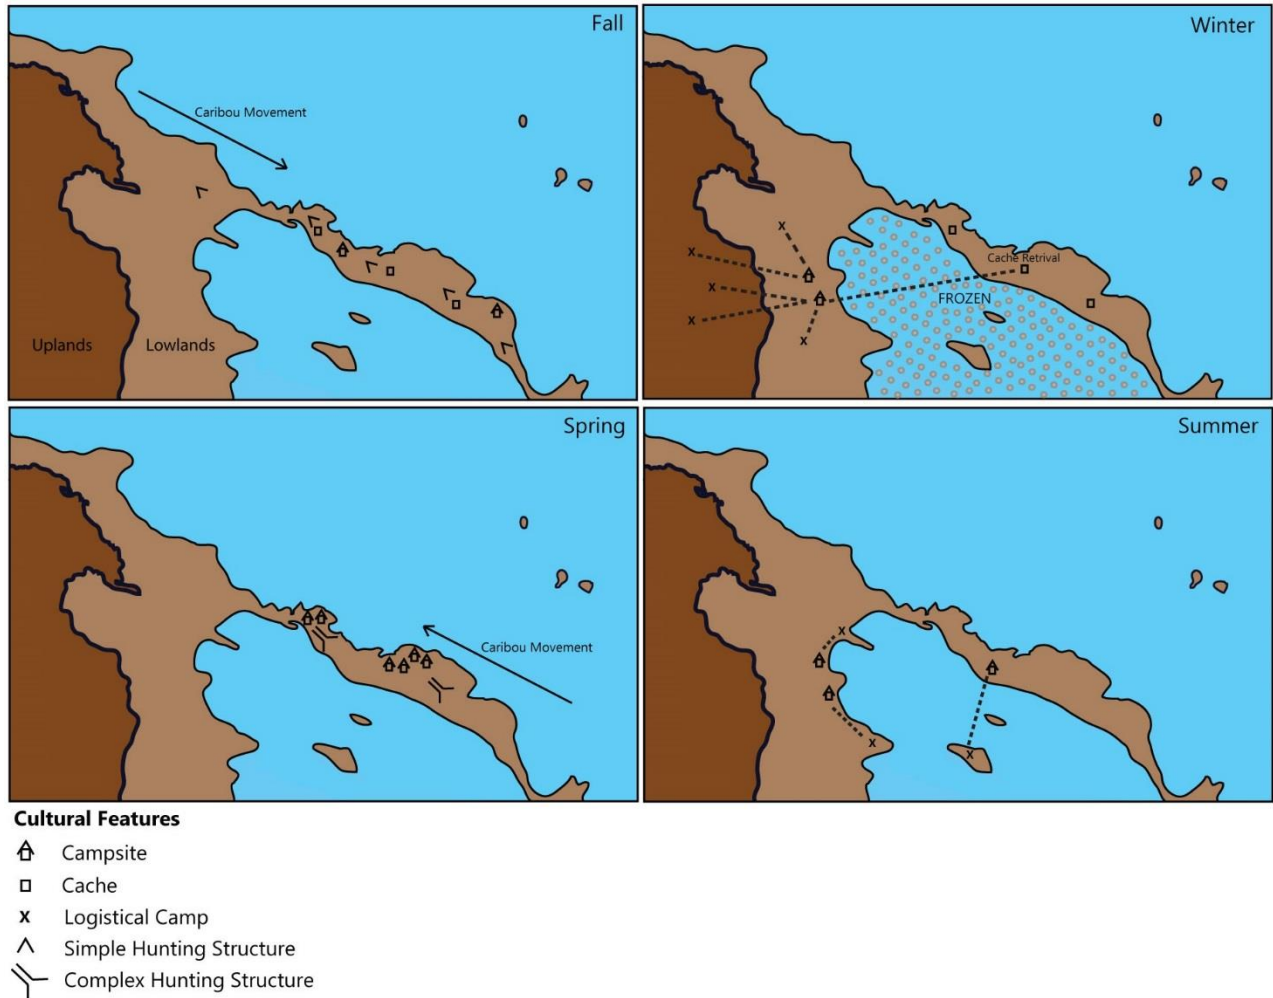 Fall
Caribou Movement
Uplands
Lowlands
Winter
X
X
Cache Retrival
X
FROZEN
X
X
Spring
Caribou Movement
Summer
X
X
X
Cultural Features
Campsite
Cache
x Logistical Camp
Simple Hunting Structure
Complex Hunting Structure